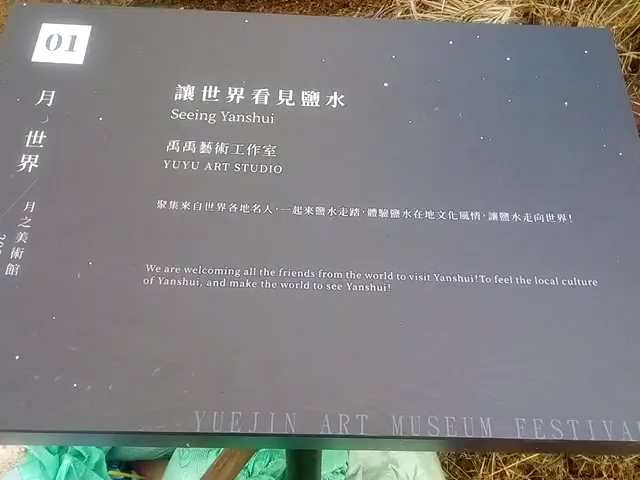 01
月、世界
月之美術館
讓世界看見鹽水
Seeing Yanshui
禹禹藝術工作室
YUYU ART STUDIO
聚集來自世界各地名人，一起來鹽水走踏，體驗鹽水在地文化風情，讓鹽水走向世界！
We are welcoming all the friends from the world to visit Yanshui!To feel the local culture
of Yanshui, and make the world to see Yanshui!
YUEJIN ART MUSEUM FESTIVAL